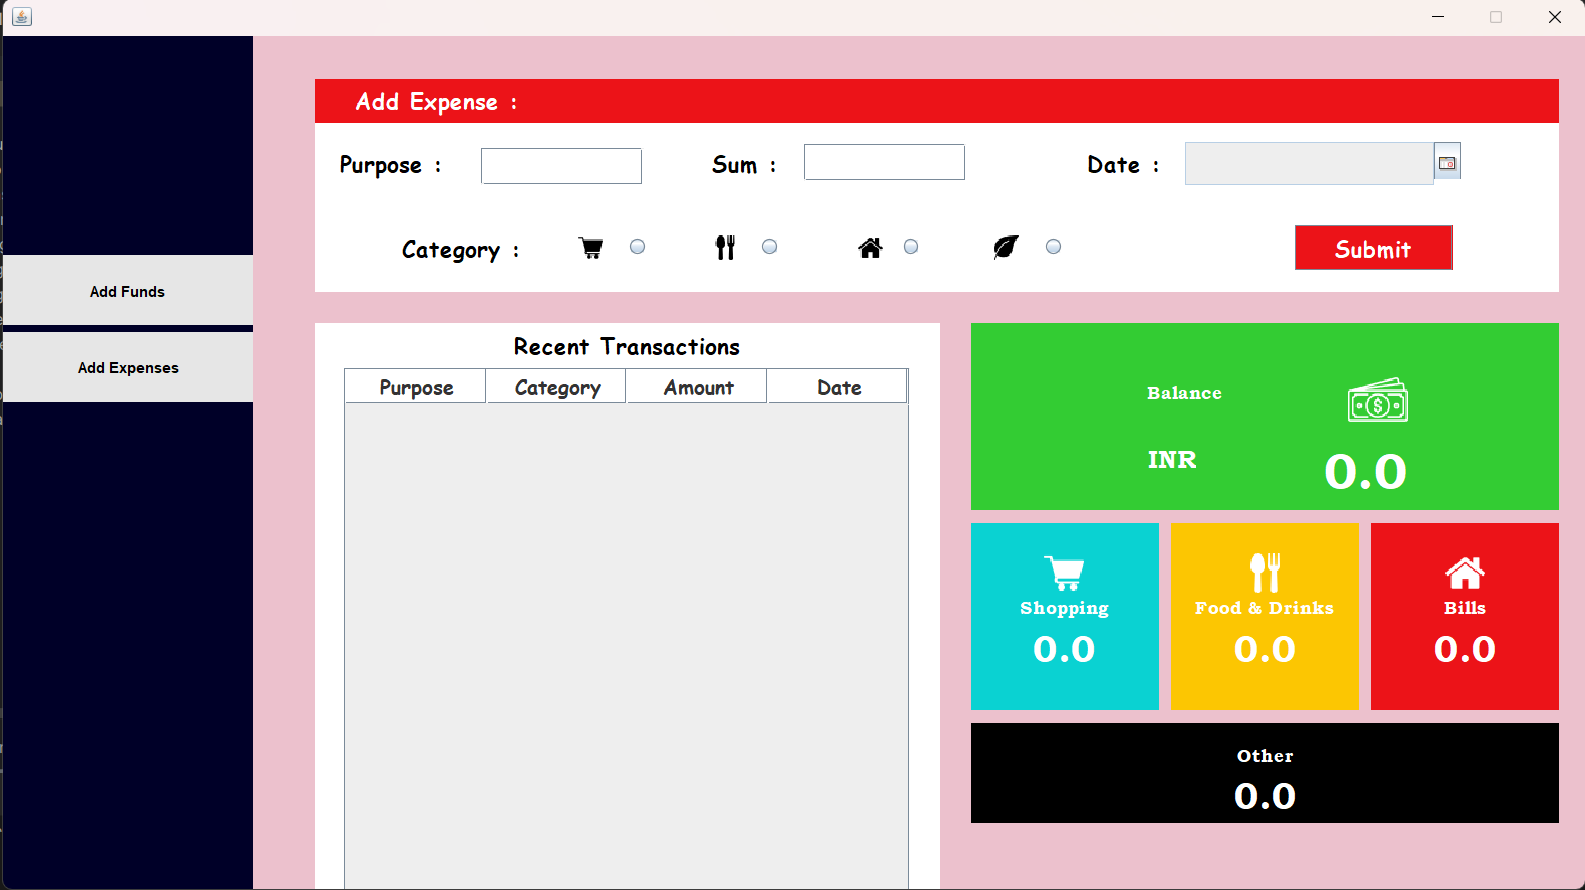 Add Funds
Add Expenses
Add Expense :
Purpose :
Sum :
Date :
Category :
Submit
Recent Transactions
Purpose Category Amount Date
Balance
INR 0.0
Shopping
0.0
Food & Drinks
0.0
Bills
0.0
Other
0.0